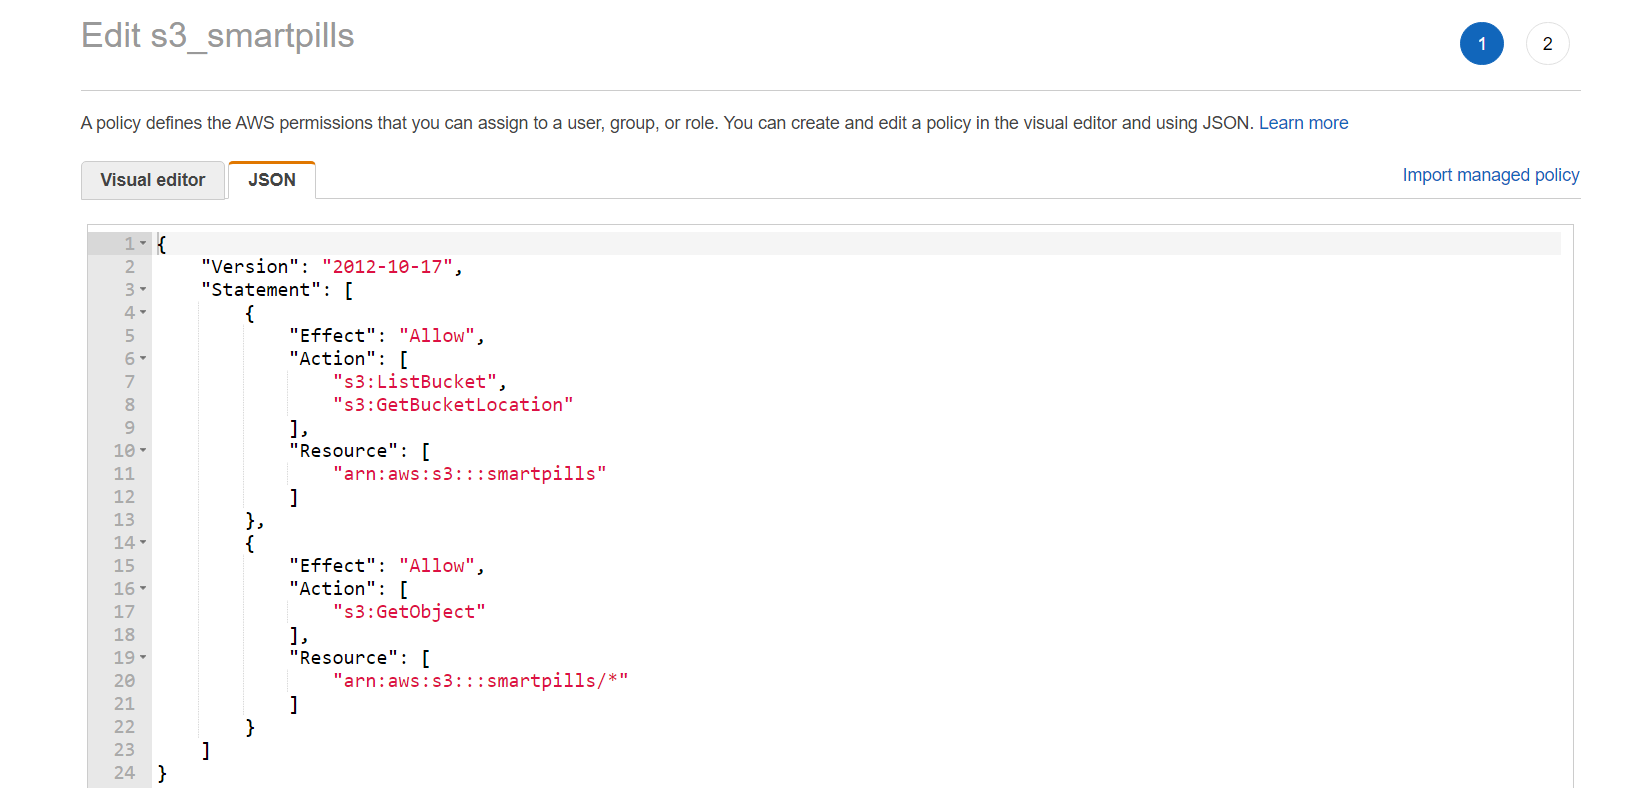 Edit s3_smartpills
1
2
A policy defines the AWS permissions that you can assign to a user, group, or role. You can create and edit a policy in the visual editor and using JSON. Learn more
Visual editor
JSON
Import managed policy
1 {
2     "Version": "2012-10-17",
3     "Statement": [
4         {
5             "Effect": "Allow",
6             "Action": [
7                 "s3:ListBucket",
8                 "s3:GetBucketLocation"
9             ],
10             "Resource": [
11                 "arn:aws:s3:::smartpills"
12             ]
13         },
14         {
15             "Effect": "Allow",
16             "Action": [
17                 "s3:GetObject"
18             ],
19             "Resource": [
20                 "arn:aws:s3:::smartpills/*"
21             ]
22         }
23     ]
24 }